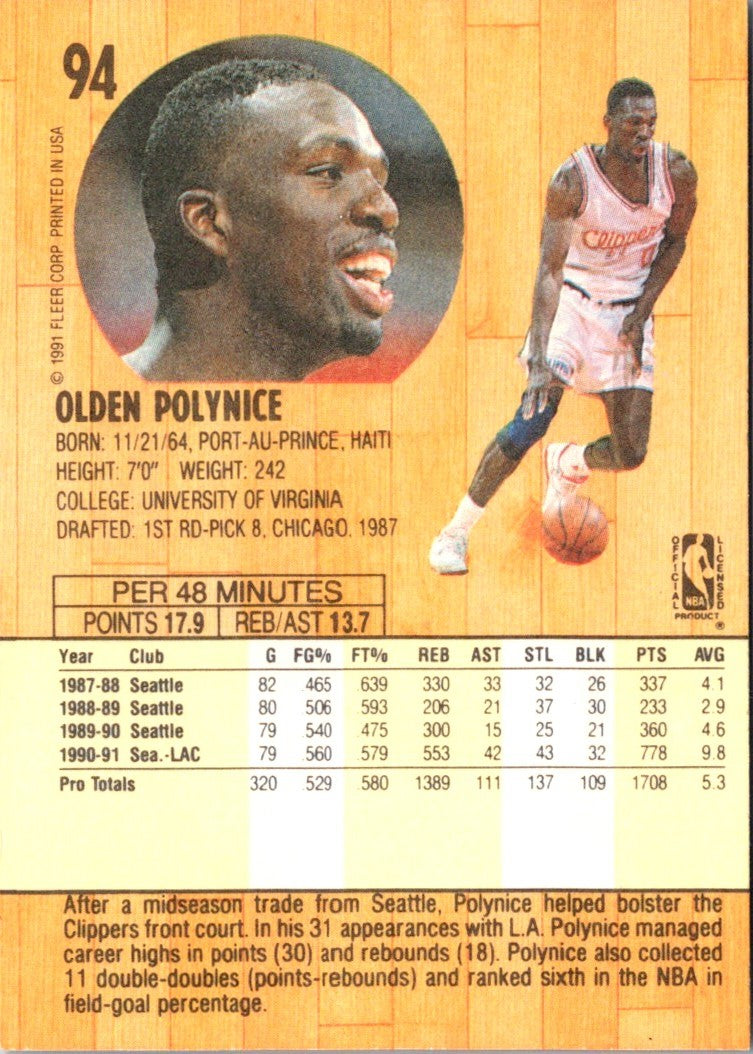 94
© 1991 FLEER CORP PRINTED IN USA
Clippers
OLDEN POLYNICE
BORN: 11/21/64, PORT-AU-PRINCE, HAITI
HEIGHT: 7'0" WEIGHT: 242
COLLEGE: UNIVERSITY OF VIRGINIA
DRAFTED: 1ST RD-PICK 8, CHICAGO, 1987
OFFICIAL LICENSED
NBA
PRODUCT ®
PER 48 MINUTES
POINTS 17.9 REB/AST 13.7
Year Club G FG% FT% REB AST STL BLK PTS AVG
1987-88 Seattle 82 .465 .639 330 33 32 26 337 4.1
1988-89 Seattle 80 .506 .593 206 21 37 30 233 2.9
1989-90 Seattle 79 .540 .475 300 15 25 21 360 4.6
1990-91 Sea.-LAC 79 .560 .579 553 42 43 32 778 9.8
Pro Totals 320 .529 .580 1389 111 137 109 1708 5.3
After a midseason trade from Seattle, Polynice helped bolster the
Clippers front court. In his 31 appearances with L.A. Polynice managed
career highs in points (30) and rebounds (18). Polynice also collected
11 double-doubles (points-rebounds) and ranked sixth in the NBA in
field-goal percentage.